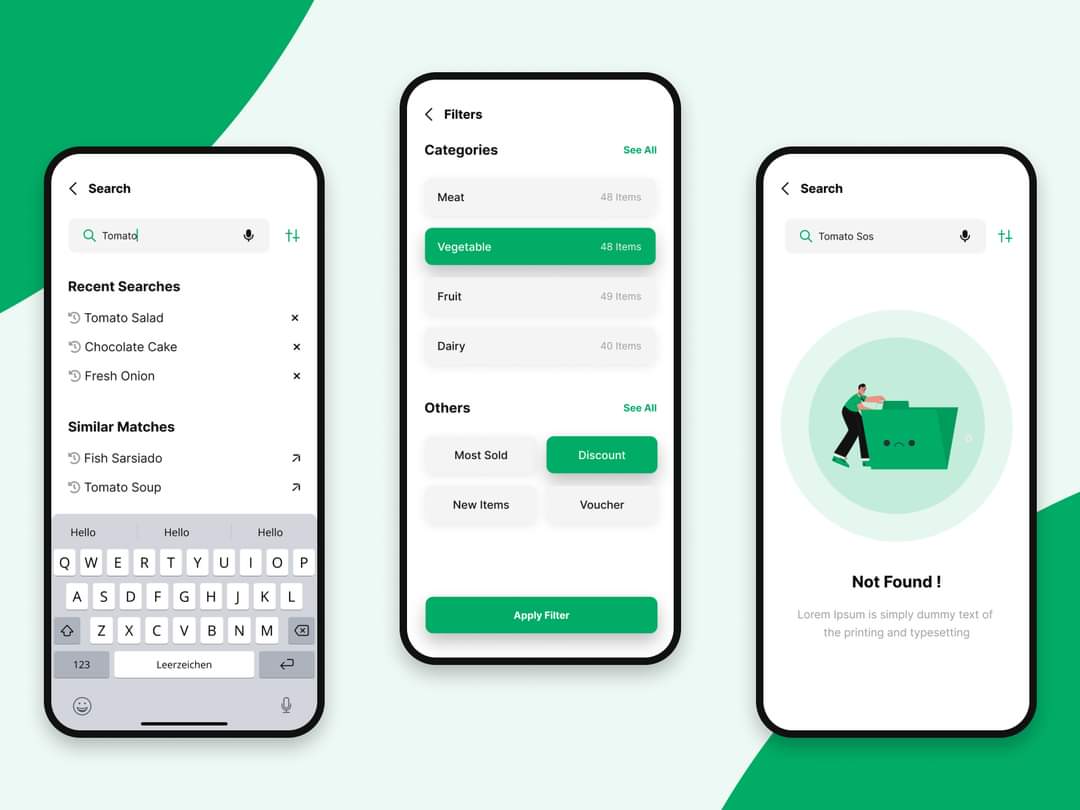 Search
Tomato
Recent Searches
Tomato Salad
Chocolate Cake
Fresh Onion
Similar Matches
Fish Sarsiado
Tomato Soup
Hello Hello Hello
Q W E R T Y U I O P
A S D F G H J K L
Z X C V B N M
123 Leerzeichen
Filters
Categories See All
Meat 48 Items
Vegetable 48 Items
Fruit 49 Items
Dairy 40 Items
Others See All
Most Sold Discount
New Items Voucher
Apply Filter
Search
Tomato Sos
Not Found !
Lorem Ipsum is simply dummy text of
the printing and typesetting